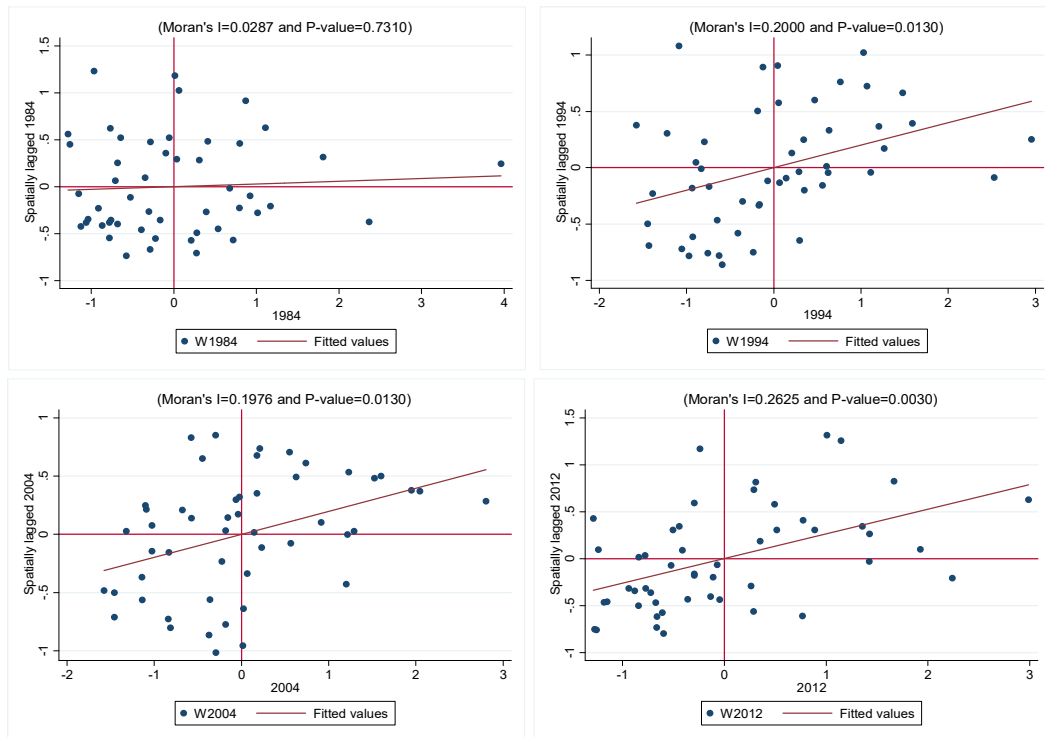 (Moran's I=0.0287 and P-value=0.7310)
Spatially lagged 1984
1.5
1
.5
0
-.5
-1
-1 0 1 2 3 4
1984
W1984 Fitted values
(Moran's I=0.2000 and P-value=0.0130)
Spatially lagged 1994
1
.5
0
-.5
-1
-2 -1 0 1 2 3
1994
W1994 Fitted values
(Moran's I=0.1976 and P-value=0.0130)
Spatially lagged 2004
1
.5
0
-.5
-1
-2 -1 0 1 2 3
2004
W2004 Fitted values
(Moran's I=0.2625 and P-value=0.0030)
Spatially lagged 2012
1.5
1
.5
0
-.5
-1
-1 0 1 2 3
2012
W2012 Fitted values